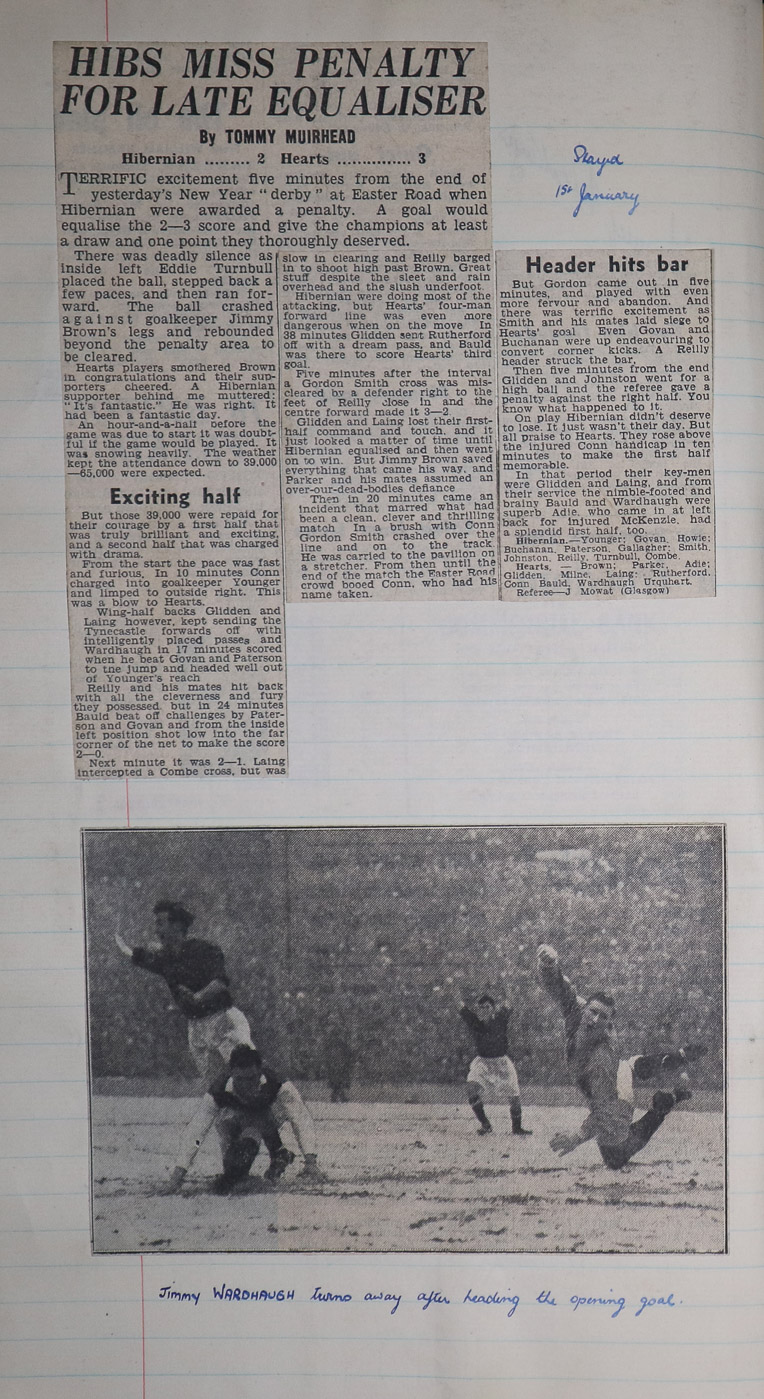 HIBS MISS PENALTY
FOR LATE EQUALISER
By TOMMY MUIRHEAD
Hibernian ......... 2 Hearts .............. 3
TERRIFIC excitement five minutes from the end of
yesterday's New Year "derby" at Easter Road when
Hibernian were awarded a penalty. A goal would
equalise the 2—3 score and give the champions at least
a draw and one point they thoroughly deserved.
There was deadly silence as
inside left Eddie Turnbull
placed the ball, stepped back a
few paces, and then ran for-
ward. The ball crashed
against goalkeeper Jimmy
Brown's legs and rebounded
beyond the penalty area to
be cleared.
Hearts players smothered Brown
in congratulations and their sup-
porters cheered. A Hibernian
supporter behind me muttered:
"It's fantastic." He was right. It
had been a fantastic day.
An hour-and-a-half before the
game was due to start it was doubt-
ful if the game would be played. It
was snowing heavily. The weather
kept the attendance down to 39,000
—65,000 were expected.
Exciting half
But those 39,000 were repaid for
their courage by a first half that
was truly brilliant and exciting,
and a second half that was charged
with drama.
From the start the pace was fast
and furious. In 10 minutes Conn
charged into goalkeeper Younger
and limped to outside right. This
was a blow to Hearts.
Wing-half backs Glidden and
Laing however, kept sending the
Tynecastle forwards off with
intelligently placed passes and
Wardhaugh in 17 minutes scored
when he beat Govan and Paterson
to the jump and headed well out
of Younger's reach
Reilly and his mates hit back
with all the cleverness and fury
they possessed. but in 24 minutes
Bauld beat off challenges by Pater-
son and Govan and from the inside
left position shot low into the far
corner of the net to make the score
2—0.
Next minute it was 2—1. Laing
intercepted a Combe cross, but was
slow in clearing and Reilly barged
in to shoot high past Brown. Great
stuff despite the sleet and rain
overhead and the slush underfoot.
Hibernian were doing most of the
attacking, but Hearts' four-man
forward line was even more
dangerous when on the move In
38 minutes Glidden sent Rutherford
off with a dream pass, and Bauld
was there to score Hearts' third
goal.
Five minutes after the interval
a Gordon Smith cross was mis-
cleared by a defender right to the
feet of Reilly close in and the
centre forward made it 3—2.
Glidden and Laing lost their first-
half command and touch, and it
just looked a matter of time until
Hibernian equalised and then went
on to win. But Jimmy Brown saved
everything that came his way, and
Parker and his mates assumed an
over-our-dead-bodies defiance
Then in 20 minutes came an
incident that marred what had
been a clean, clever and thrilling
match In a brush with Conn
Gordon Smith crashed over the
line and on to the track
He was carried to the pavilion on
a stretcher. From then until the
end of the match the Easter Road
crowd booed Conn, who had his
name taken.
Header hits bar
But Gordon came out in five
minutes, and played with even
more fervour and abandon. And
there was terrific excitement as
Smith and his mates laid siege to
Hearts' goal Even Govan and
Buchanan were up endeavouring to
convert corner kicks. A Reilly
header struck the bar.
Then five minutes from the end
Glidden and Johnston went for a
high ball and the referee gave a
penalty against the right half. You
know what happened to it.
On play Hibernian didn't deserve
to lose. It just wasn't their day. But
all praise to Hearts. They rose above
the injured Conn handicap in ten
minutes to make the first half
memorable.
In that period their key-men
were Glidden and Laing, and from
their service the nimble-footed and
brainy Bauld and Wardhaugh were
superb Adie, who came in at left
back for injured McKenzie, had
a splendid first half, too.
Hibernian.—Younger; Govan, Howie;
Buchanan, Paterson, Gallagher; Smith,
Johnston, Reilly, Turnbull, Combe.
Hearts. — Brown; Parker, Adie;
Glidden, Milne, Laing; Rutherford,
Conn Bauld, Wardhaugh Urquhart.
Referee—J Mowat (Glasgow)
Played
1st January
Jimmy WARDHAUGH turns away after heading the opening goal.